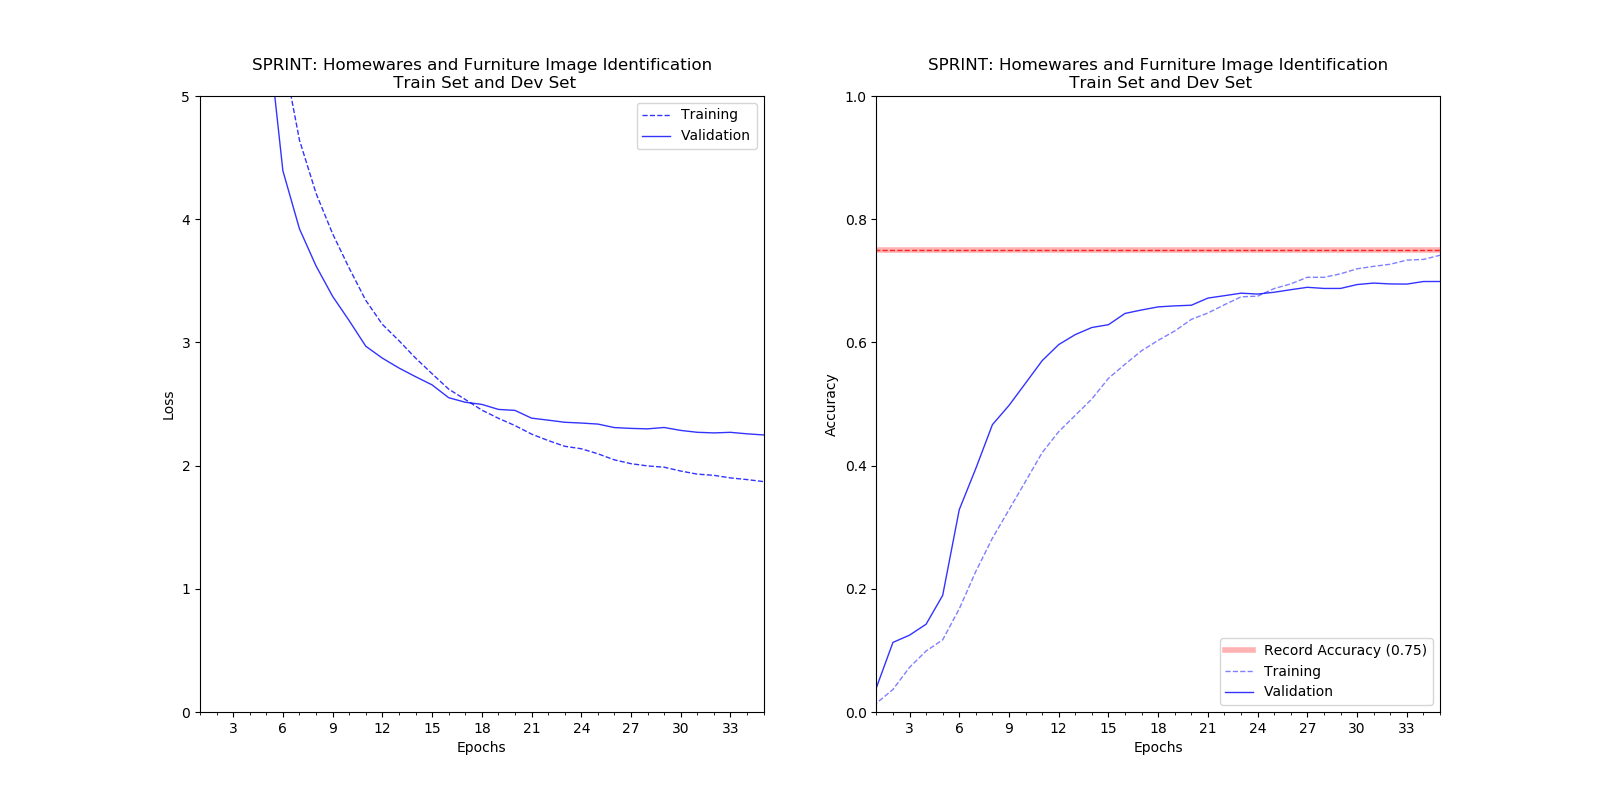 SPRINT: Homewares and Furniture Image Identification
Train Set and Dev Set
5
4
3
2
1
0
Loss
Training
Validation
3 6 9 12 15 18 21 24 27 30 33
Epochs
SPRINT: Homewares and Furniture Image Identification
Train Set and Dev Set
1.0
0.8
0.6
0.4
0.2
0.0
Accuracy
Record Accuracy (0.75)
Training
Validation
3 6 9 12 15 18 21 24 27 30 33
Epochs